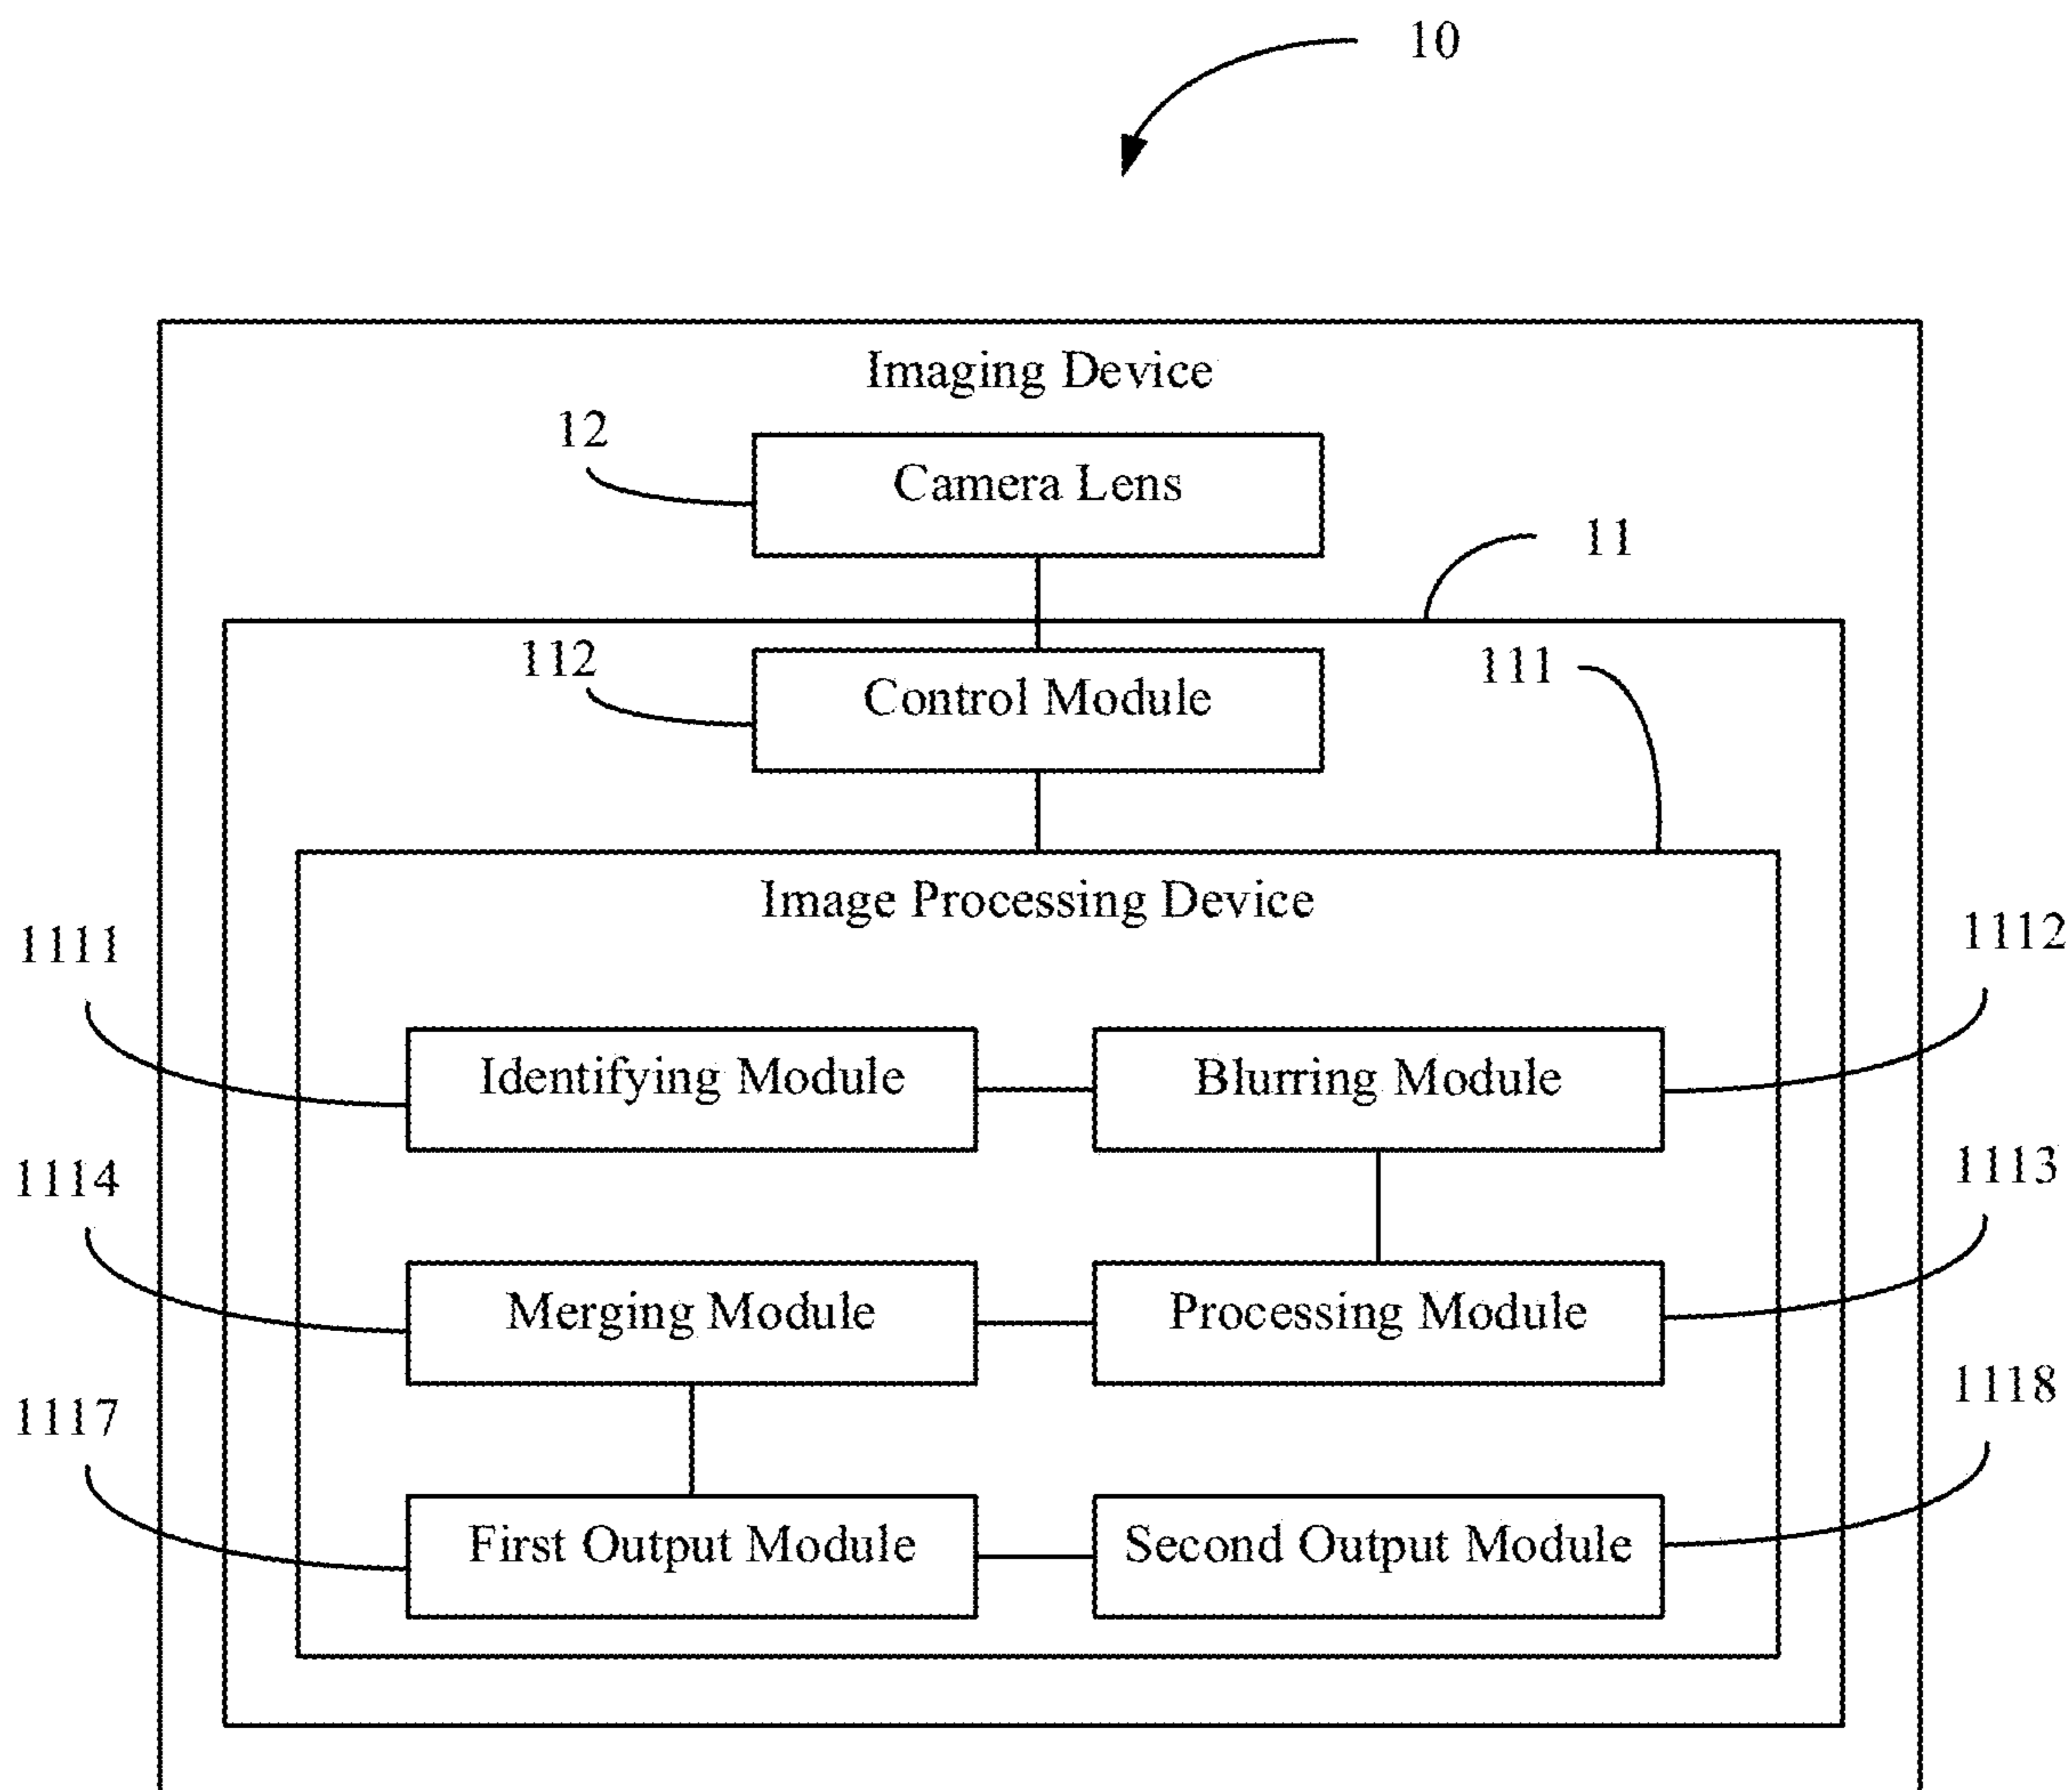 10
Imaging Device
12
Camera Lens
11
112
Control Module
111
Image Processing Device
1111
1112
Identifying Module
Blurring Module
1114
1113
Merging Module
Processing Module
1117
1118
First Output Module
Second Output Module